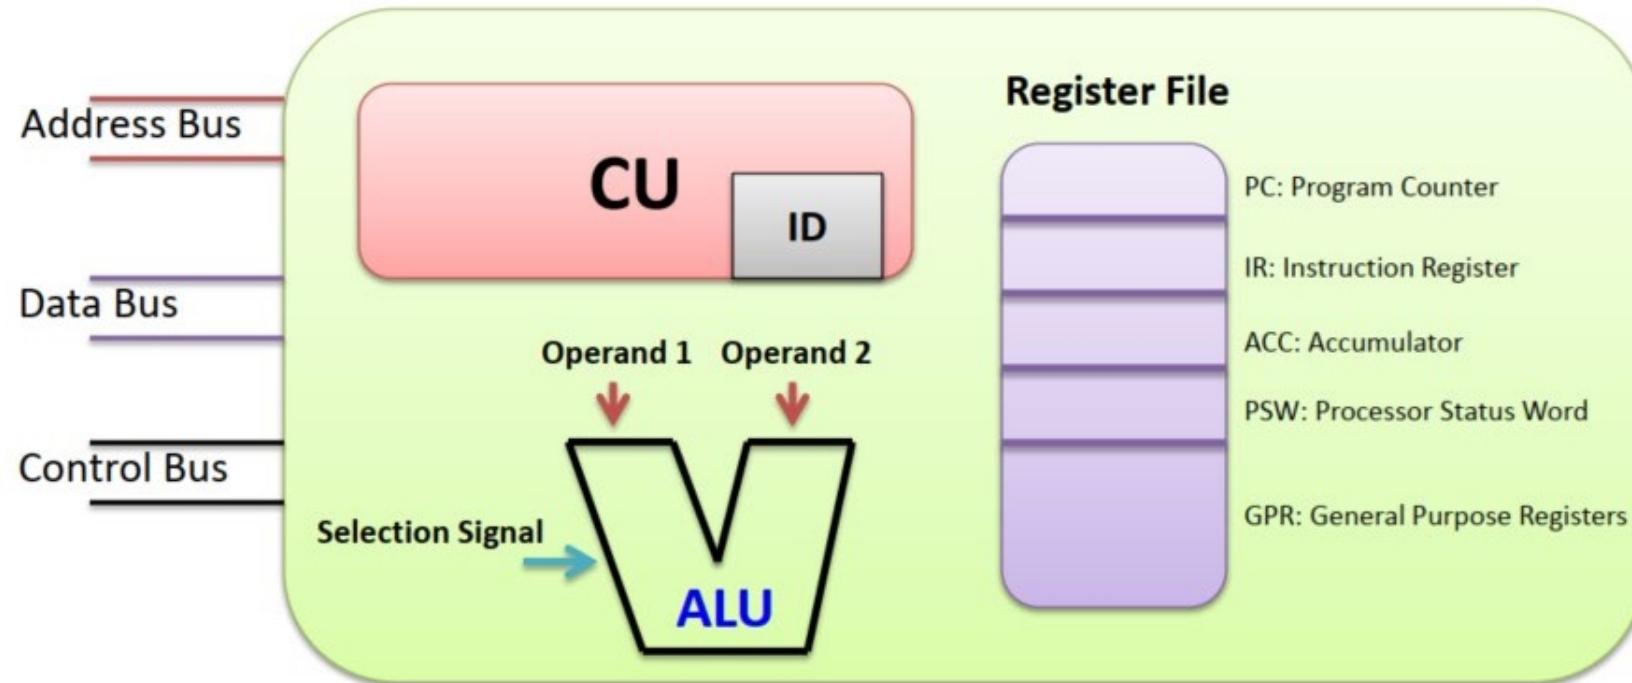 Address Bus
Data Bus
Control Bus
CU
ID
Operand 1 Operand 2
Selection Signal
ALU
Register File
PC: Program Counter
IR: Instruction Register
ACC: Accumulator
PSW: Processor Status Word
GPR: General Purpose Registers